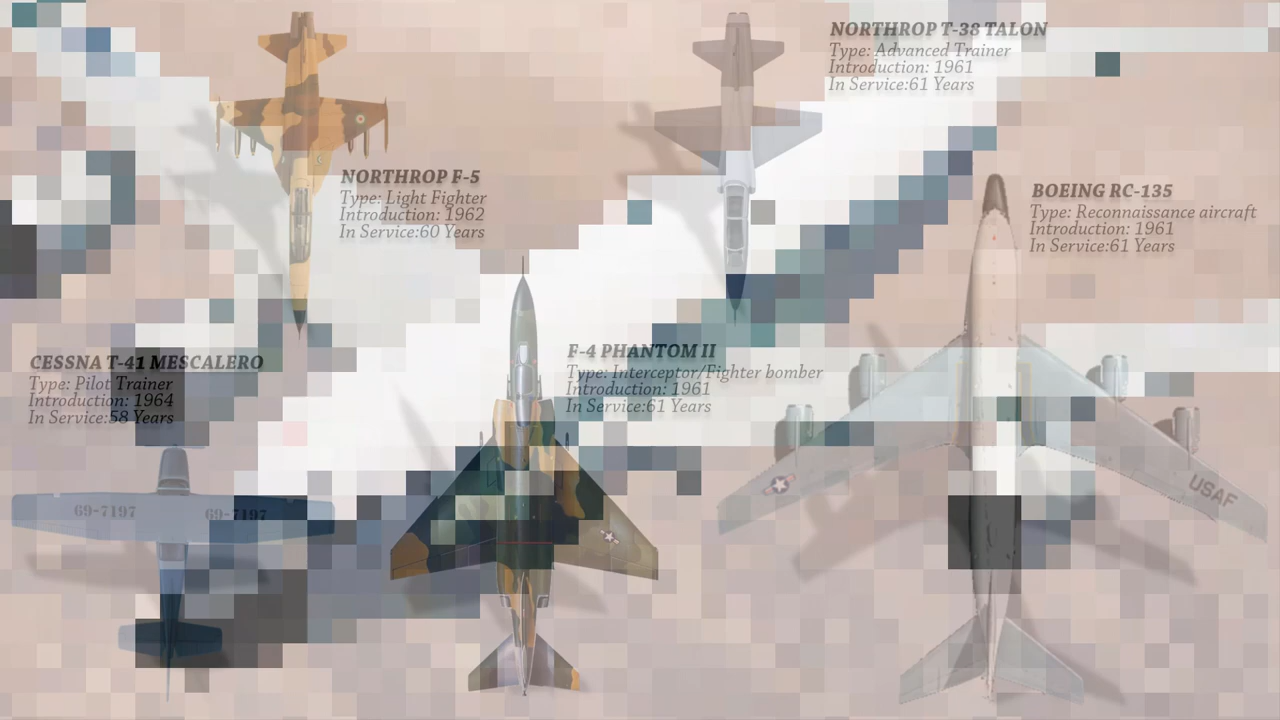 NORTHROP T-38 TALON
Type: Advanced Trainer
Introduction: 1961
In Service:61 Years
NORTHROP F-5
Type: Light Fighter
Introduction: 1962
In Service:60 Years
BOEING RC-135
Type: Reconnaissance aircraft
Introduction: 1961
In Service:61 Years
F-4 PHANTOM II
Type: Interceptor/Fighter bomber
Introduction: 1961
In Service:61 Years
CESSNA T-41 MESCALERO
Type: Pilot Trainer
Introduction: 1964
In Service:58 Years
69-7197 69-7197
USAF